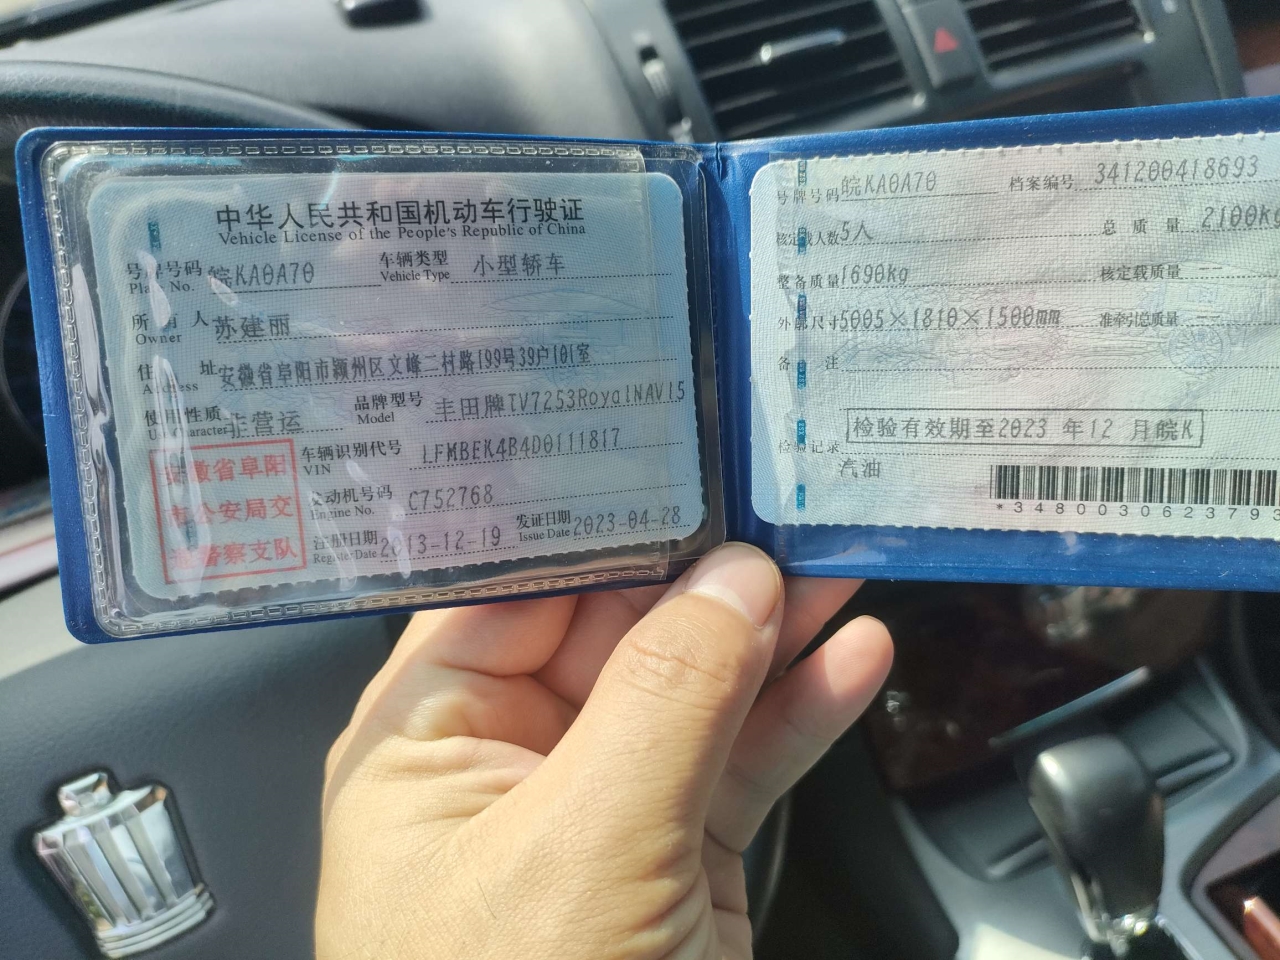 中华人民共和国机动车行驶证
Vehicle License of the People's Republic of China
号牌号码 皖KA0A70 车辆类型 小型轿车
Plate No. Vehicle Type
所有人 苏建丽
Owner
住址 安徽省阜阳市颍州区文峰二村路199号39户101室
Address
使用性质 非营运 品牌型号 丰田牌TV7253RoyalNAVI5
Use Character Model
车辆识别代号 LFMBEK4B4D0111817
VIN
发动机号码 C752768
Engine No.
注册日期 2013-12-19 发证日期 2023-04-28
Register Date Issue Date
安徽省阜阳
市公安局交
通警察支队
号牌号码 皖KA0A70 档案编号 341200418693
核定载人数 5人 总质量 2100Kg
整备质量 1690Kg 核定载质量 --
外廓尺寸 5005×1810×1500mm 准牵引总质量 --
备注
检验记录 检验有效期至2023 年12 月皖K
汽油
*3480030623793